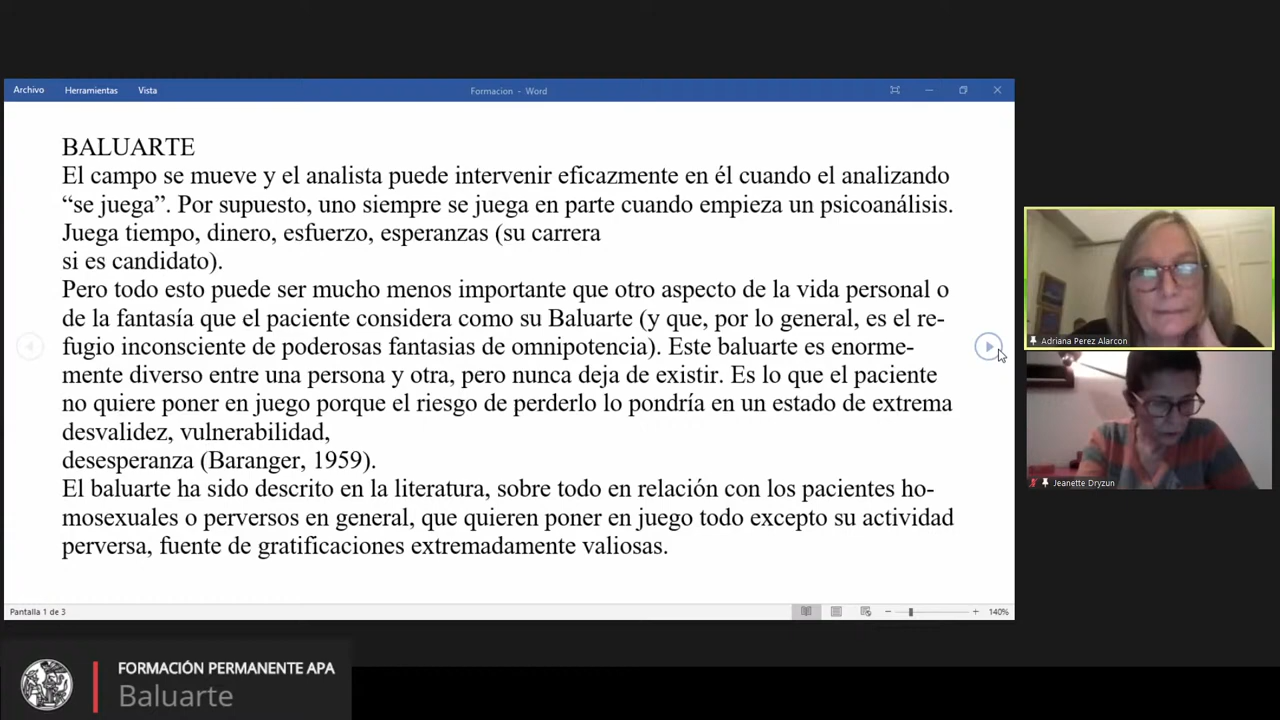 Archivo Herramientas Vista Formacion - Word
BALUARTE
El campo se mueve y el analista puede intervenir eficazmente en él cuando el analizando
“se juega”. Por supuesto, uno siempre se juega en parte cuando empieza un psicoanálisis.
Juega tiempo, dinero, esfuerzo, esperanzas (su carrera
si es candidato).
Pero todo esto puede ser mucho menos importante que otro aspecto de la vida personal o
de la fantasía que el paciente considera como su Baluarte (y que, por lo general, es el re-
fugio inconsciente de poderosas fantasias de omnipotencia). Este baluarte es enorme-
mente diverso entre una persona y otra, pero nunca deja de existir. Es lo que el paciente
no quiere poner en juego porque el riesgo de perderlo lo pondría en un estado de extrema
desvalidez, vulnerabilidad,
desesperanza (Baranger, 1959).
El baluarte ha sido descrito en la literatura, sobre todo en relación con los pacientes ho-
mosexuales o perversos en general, que quieren poner en juego todo excepto su actividad
perversa, fuente de gratificaciones extremadamente valiosas.
Pantalla 1 de 3
140%
Adriana Perez Alarcon
Jeanette Dryzun
FORMACIÓN PERMANENTE APA
Baluarte